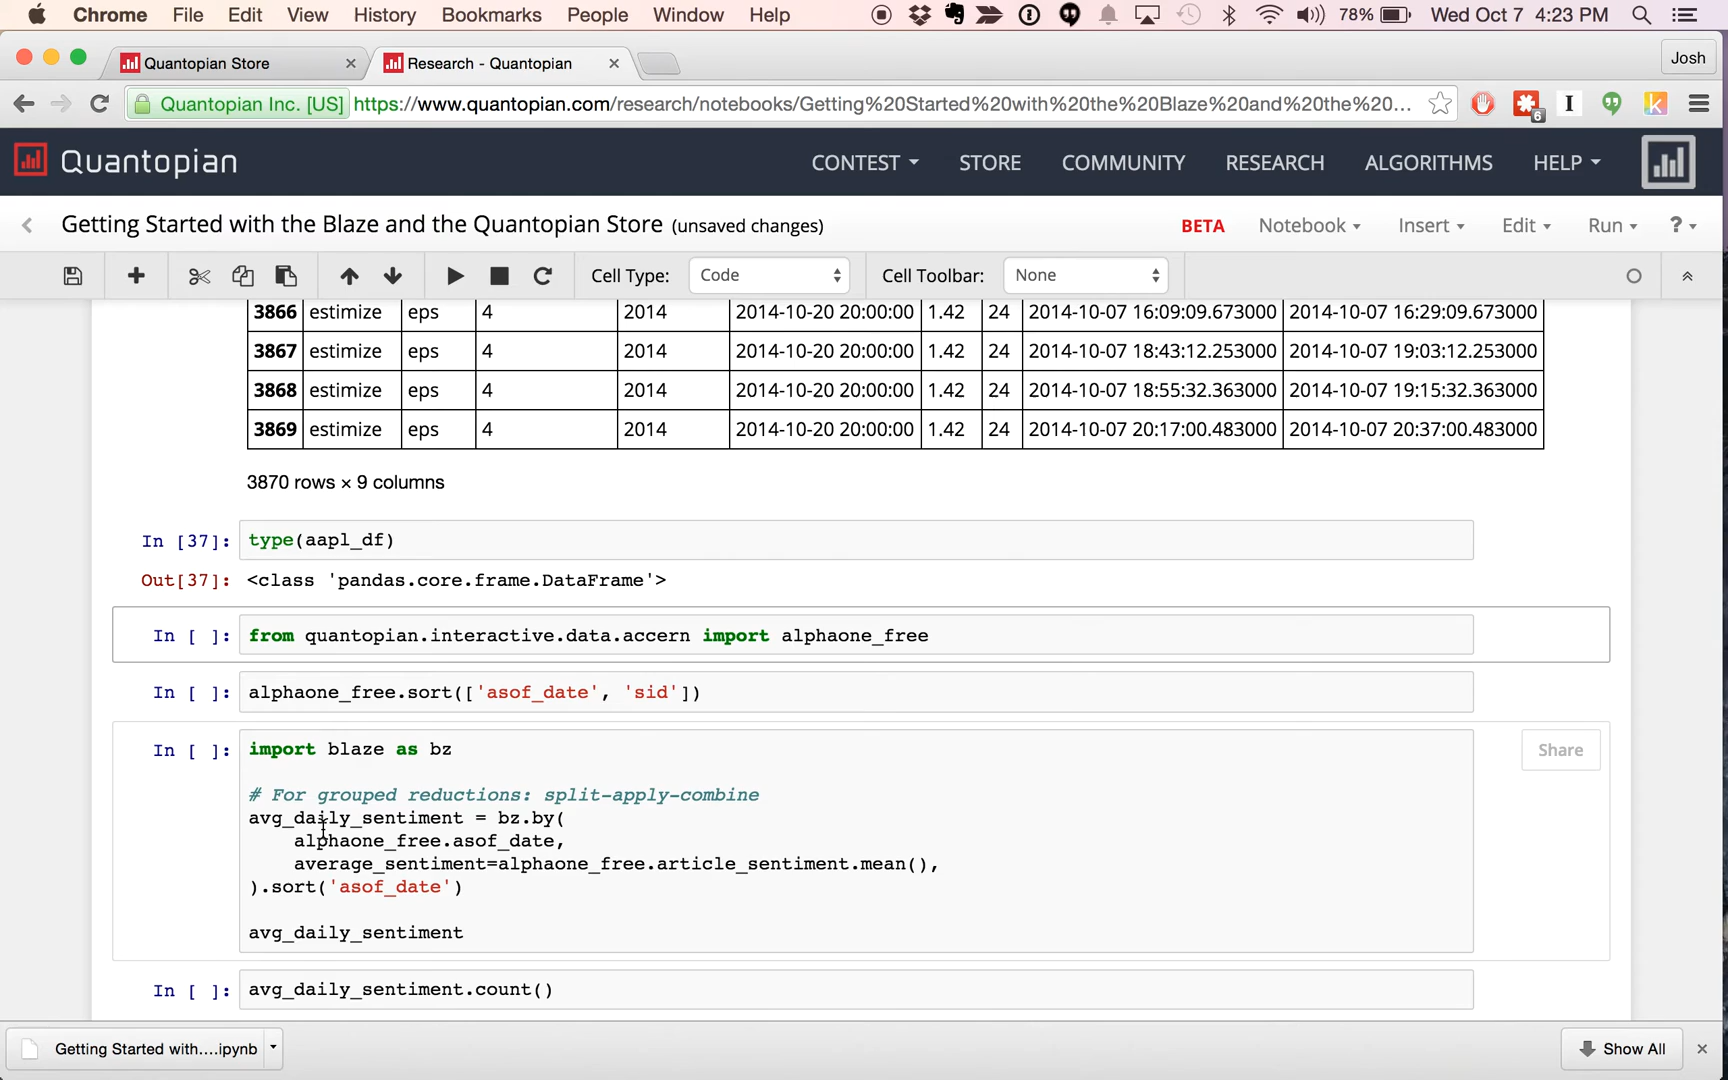 Chrome File Edit View History Bookmarks People Window Help 78% Wed Oct 7 4:23 PM
Quantopian Store Research - Quantopian Josh
Quantopian Inc. [US] https://www.quantopian.com/research/notebooks/Getting%20Started%20with%20the%20Blaze%20and%20the%20... 6
Quantopian CONTEST STORE COMMUNITY RESEARCH ALGORITHMS HELP
Getting Started with the Blaze and the Quantopian Store (unsaved changes) BETA Notebook Insert Edit Run ?
Cell Type: Code Cell Toolbar: None
3866 estimize eps 4 2014 2014-10-20 20:00:00 1.42 24 2014-10-07 16:09:09.673000 2014-10-07 16:29:09.673000
3867 estimize eps 4 2014 2014-10-20 20:00:00 1.42 24 2014-10-07 18:43:12.253000 2014-10-07 19:03:12.253000
3868 estimize eps 4 2014 2014-10-20 20:00:00 1.42 24 2014-10-07 18:55:32.363000 2014-10-07 19:15:32.363000
3869 estimize eps 4 2014 2014-10-20 20:00:00 1.42 24 2014-10-07 20:17:00.483000 2014-10-07 20:37:00.483000
3870 rows × 9 columns
In [37]: type(aapl_df)
Out[37]: <class 'pandas.core.frame.DataFrame'>
In [ ]: from quantopian.interactive.data.accern import alphaone_free
In [ ]: alphaone_free.sort(['asof_date', 'sid'])
In [ ]: import blaze as bz Share
# For grouped reductions: split-apply-combine
avg_daily_sentiment = bz.by(
alphaone_free.asof_date,
average_sentiment=alphaone_free.article_sentiment.mean(),
).sort('asof_date')
avg_daily_sentiment
In [ ]: avg_daily_sentiment.count()
Getting Started with....ipynb Show All